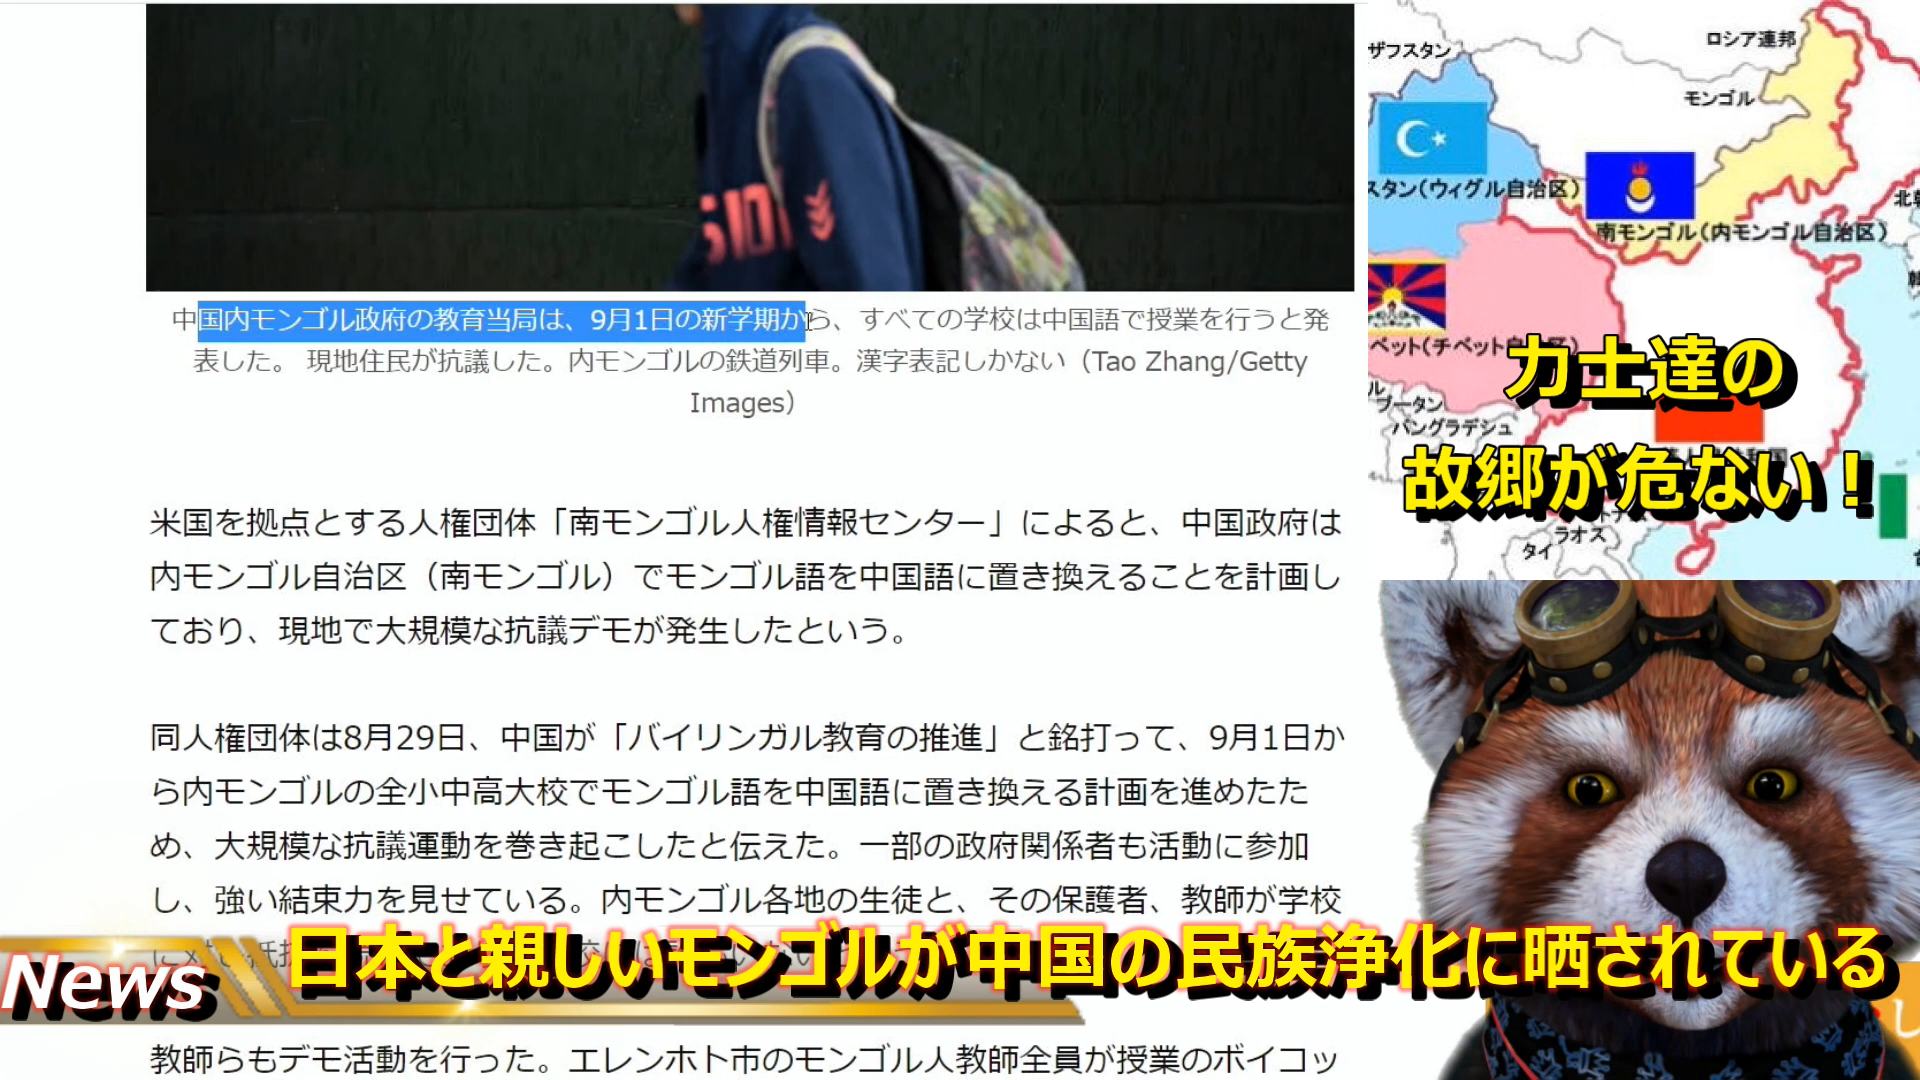 SION
中国内モンゴル政府の教育当局は、9月1日の新学期から、すべての学校は中国語で授業を行うと発
表した。 現地住民が抗議した。内モンゴルの鉄道列車。漢字表記しかない（Tao Zhang/Getty
Images）
米国を拠点とする人権団体「南モンゴル人権情報センター」によると、中国政府は
内モンゴル自治区（南モンゴル）でモンゴル語を中国語に置き換えることを計画し
ており、現地で大規模な抗議デモが発生したという。
同人権団体は8月29日、中国が「バイリンガル教育の推進」と銘打って、9月1日か
ら内モンゴルの全小中高大校でモンゴル語を中国語に置き換える計画を進めたた
め、大規模な抗議運動を巻き起こしたと伝えた。一部の政府関係者も活動に参加
し、強い結束力を見せている。内モンゴル各地の生徒と、その保護者、教師が学校
教師らもデモ活動を行った。エレンホト市のモンゴル人教師全員が授業のボイコッ
ザフスタン
ロシア連邦
モンゴル
スタン（ウィグル自治区）
南モンゴル（内モンゴル自治区）
ベット（チベット自治区）
ブータン
バングラデシュ
ラオス
タイ
力士達の
故郷が危ない！
News
日本と親しいモンゴルが中国の民族浄化に晒されている